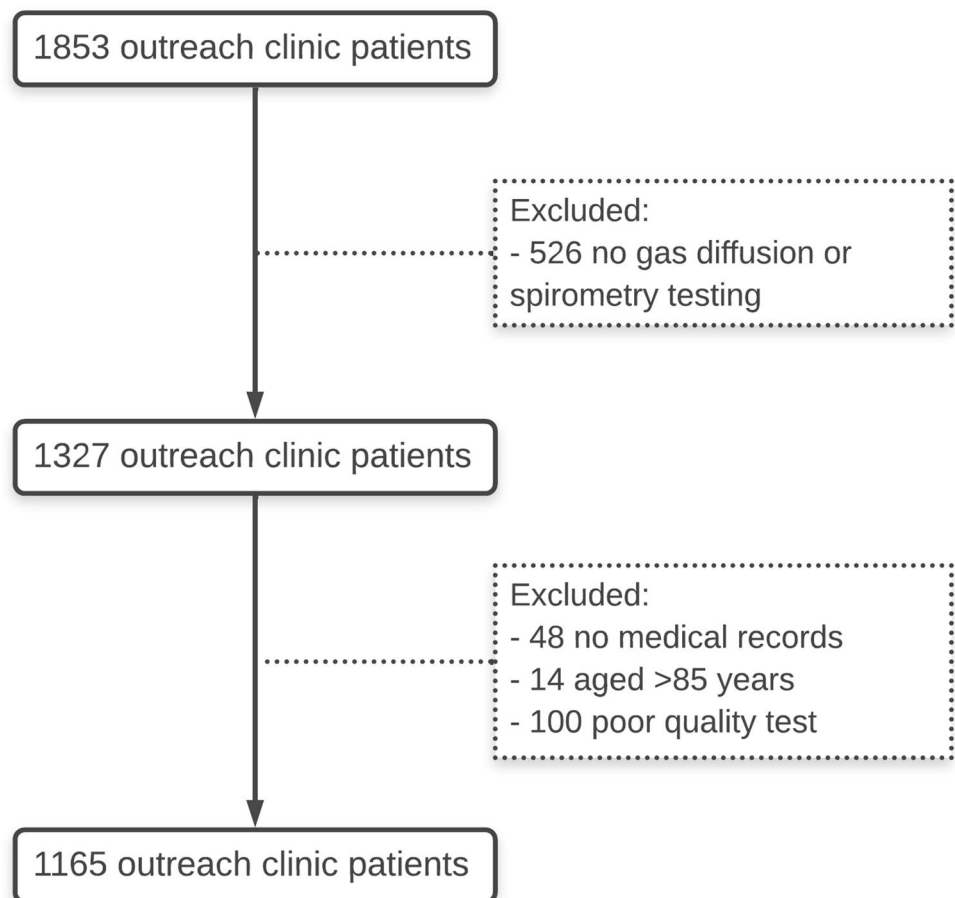 1853 outreach clinic patients
Excluded:
- 526 no gas diffusion or
spirometry testing
1327 outreach clinic patients
Excluded:
- 48 no medical records
- 14 aged >85 years
- 100 poor quality test
1165 outreach clinic patients